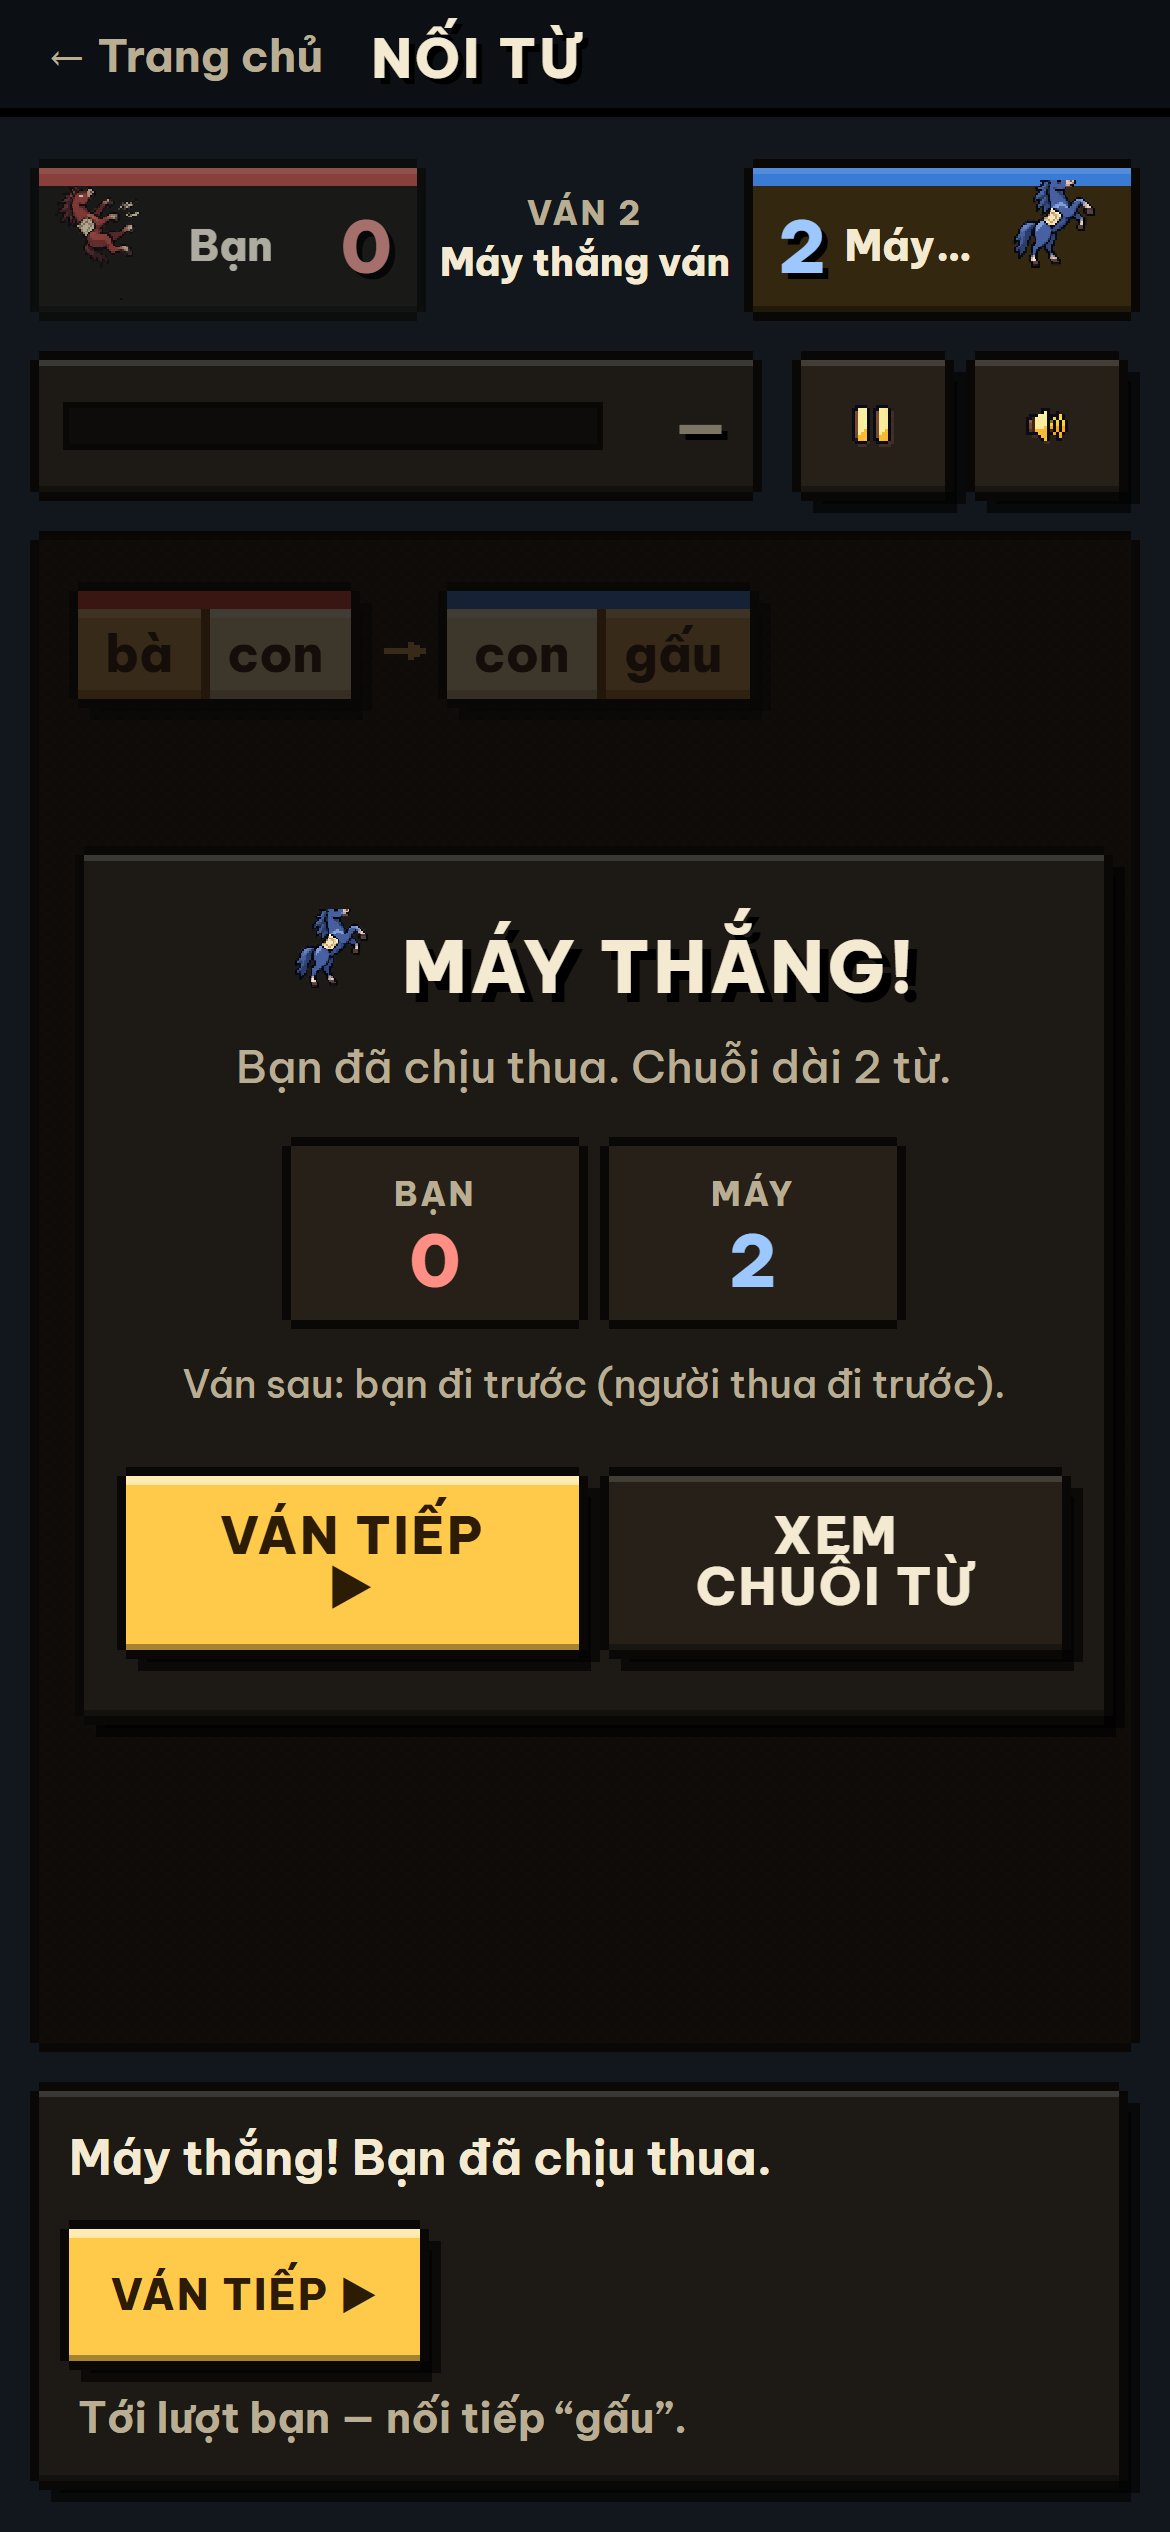 ← Trang chủ NỐI TỪ
Bạn 0
VÁN 2
Máy thắng ván
2 Máy...
—
bà con → con gấu
MÁY THẮNG!
Bạn đã chịu thua. Chuỗi dài 2 từ.
BẠN
0
MÁY
2
Ván sau: bạn đi trước (người thua đi trước).
VÁN TIẾP
▶
XEM
CHUỖI TỪ
Máy thắng! Bạn đã chịu thua.
VÁN TIẾP ▶
Tới lượt bạn — nối tiếp “gấu”.